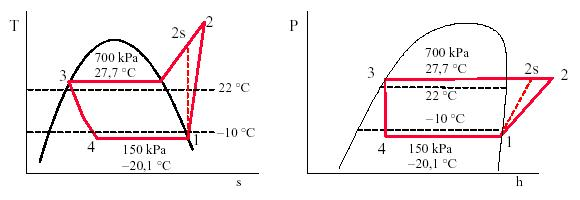 T
2s
2
700 kPa
27,7 °C
3
22 °C
–10 °C
1
4
150 kPa
–20,1 °C
s
P
700 kPa
27,7 °C
3
2s
2
22 °C
–10 °C
4
150 kPa
–20,1 °C
1
h